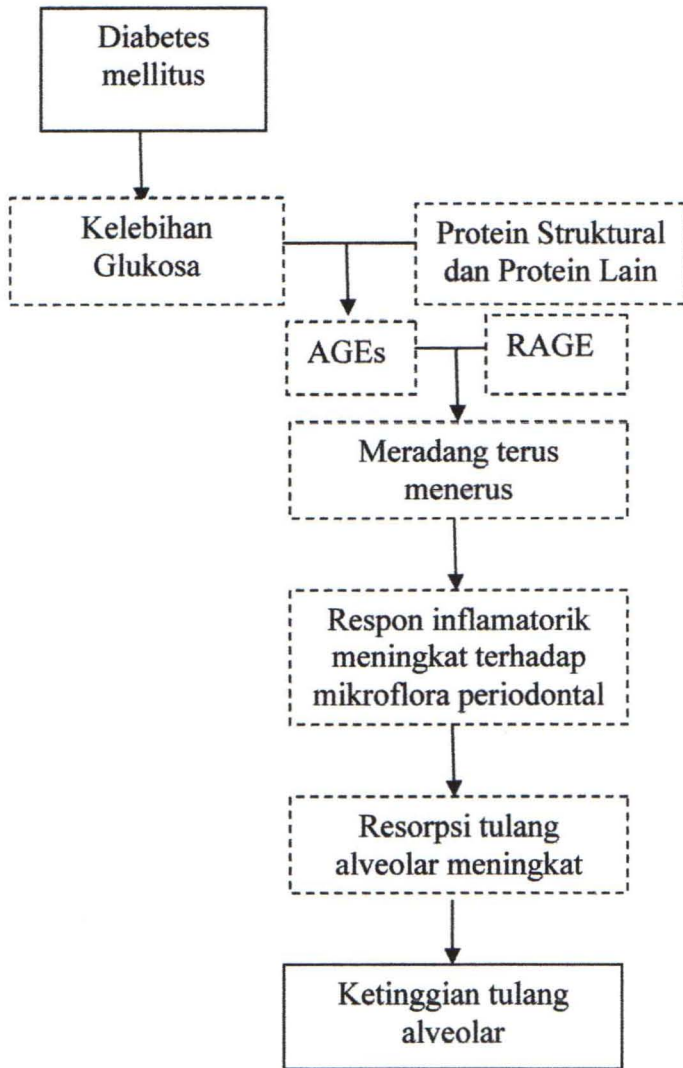 Diabetes
mellitus
Kelebihan
Glukosa
Protein Struktural
dan Protein Lain
AGEs
RAGE
Meradang terus
menerus
Respon inflamatorik
meningkat terhadap
mikroflora periodontal
Resorpsi tulang
alveolar meningkat
Ketinggian tulang
alveolar